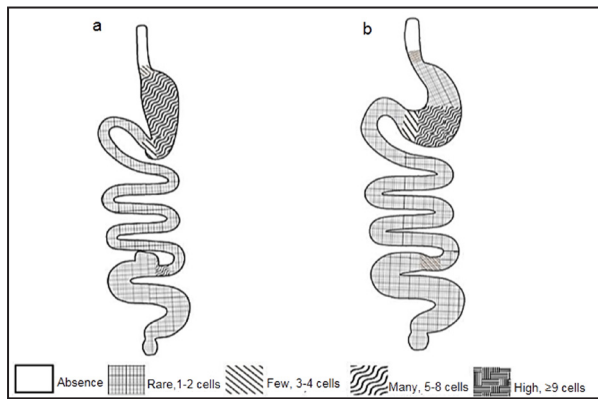 a
b
Absence
Rare,1-2 cells
Few, 3-4 cells
Many, 5-8 cells
High, ≥9 cells